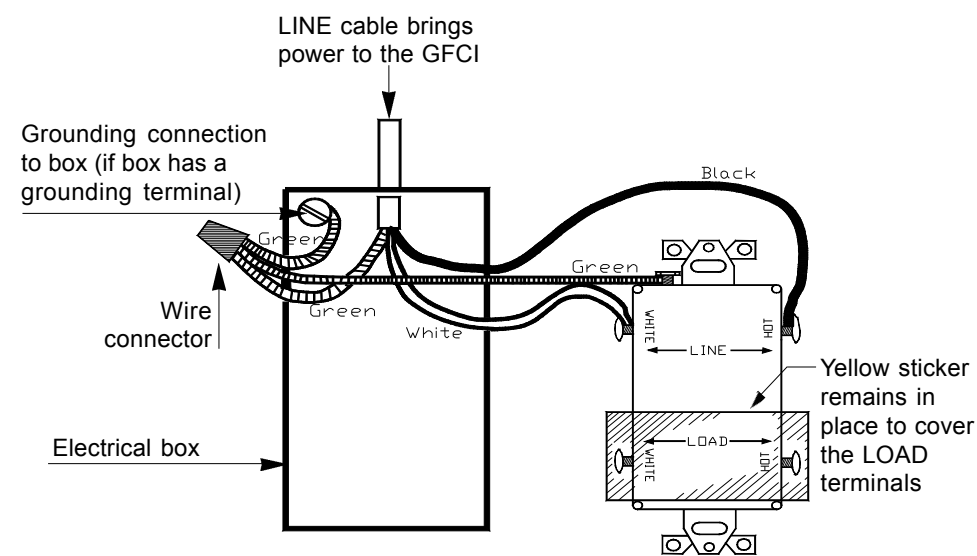 LINE cable brings
power to the GFCI
Grounding connection
to box (if box has a
grounding terminal)
Black
Green
Green
Green
Wire
connector
White
WHITE
HOT
LINE
Yellow sticker
remains in
place to cover
the LOAD
terminals
LOAD
WHITE
HOT
Electrical box